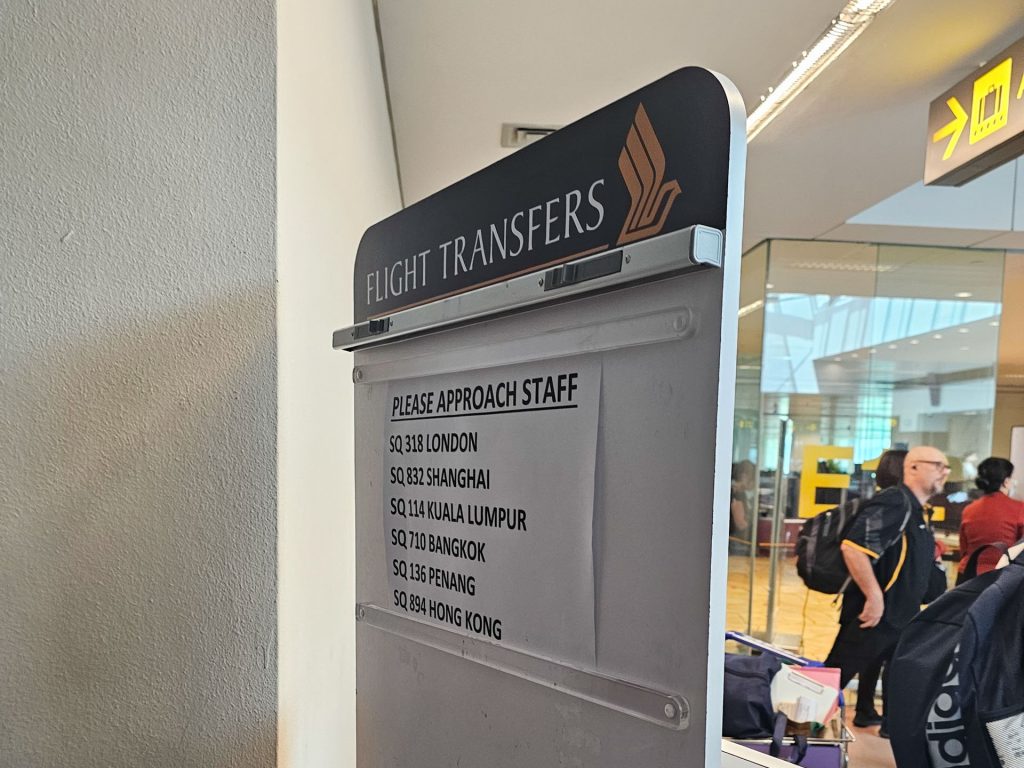 FLIGHT TRANSFERS
PLEASE APPROACH STAFF
SQ 318 LONDON
SQ 832 SHANGHAI
SQ 114 KUALA LUMPUR
SQ 710 BANGKOK
SQ 136 PENANG
SQ 894 HONG KONG
adidas